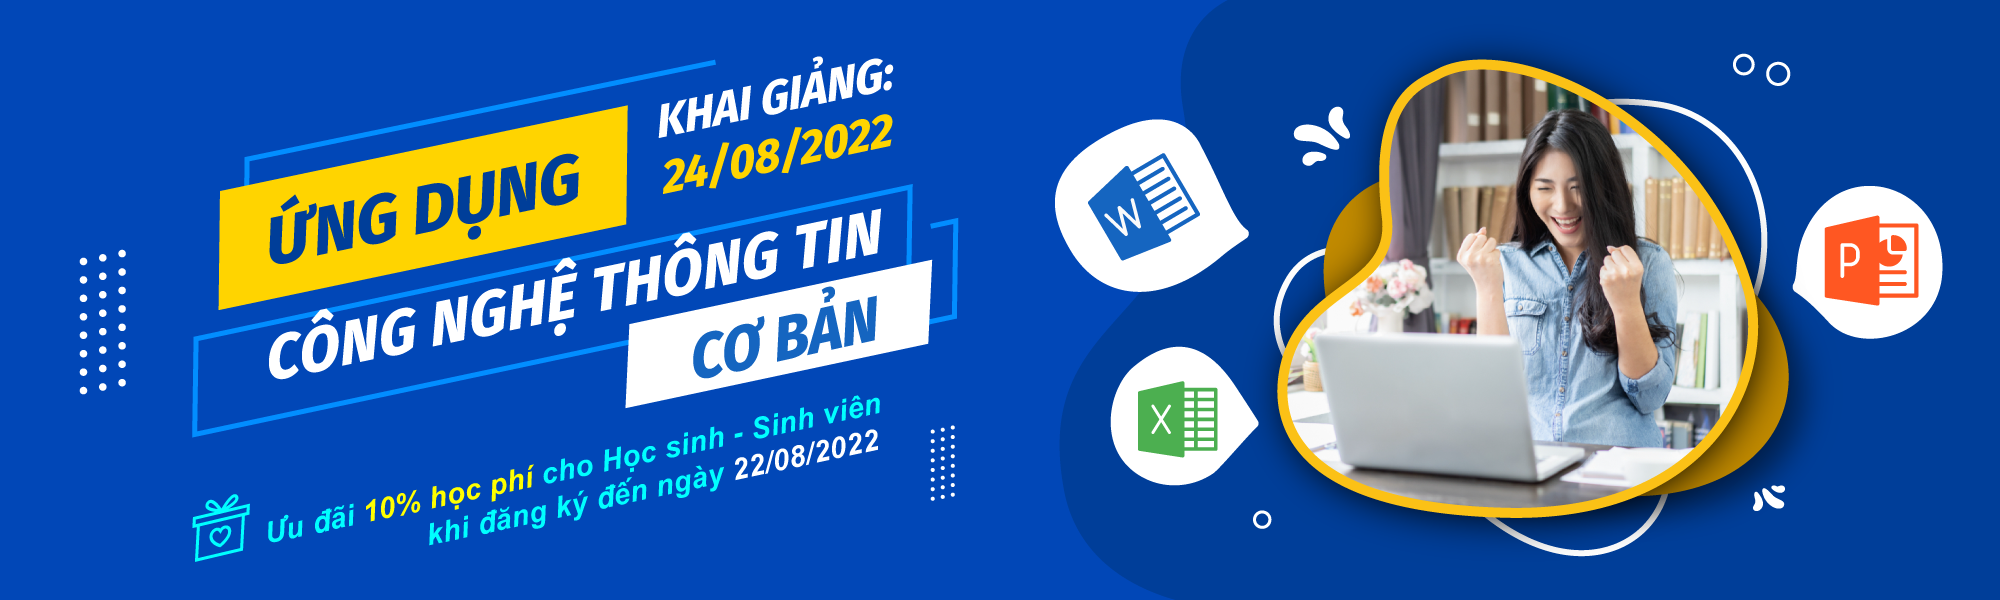 ỨNG DỤNG
KHAI GIẢNG:
24/08/2022
CÔNG NGHỆ THÔNG TIN
CƠ BẢN
Ưu đãi 10% học phí cho Học sinh - Sinh viên
khi đăng ký đến ngày 22/08/2022
W
X
P